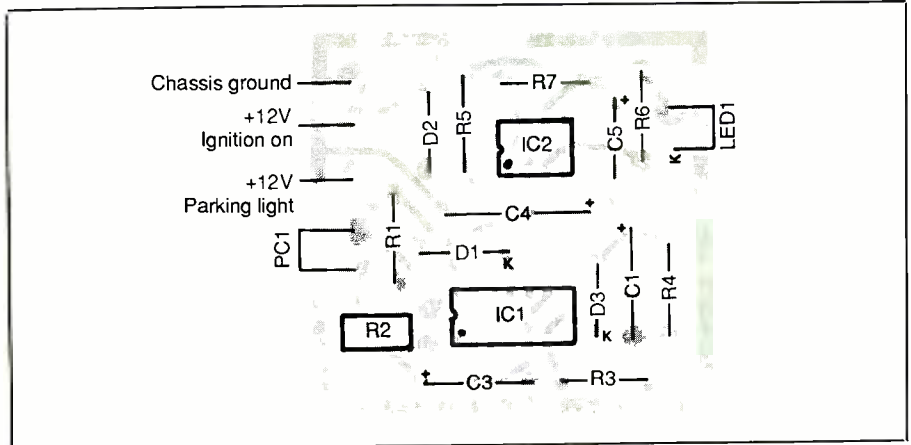 Chassis ground
+12V
Ignition on
+12V
Parking light
PC1
R1
R2
D2
R5
R7
IC2
C5
+
R6
LED1
K
C4
+
D1
K
IC1
D3
K
C1
+
R4
+
C3
R3